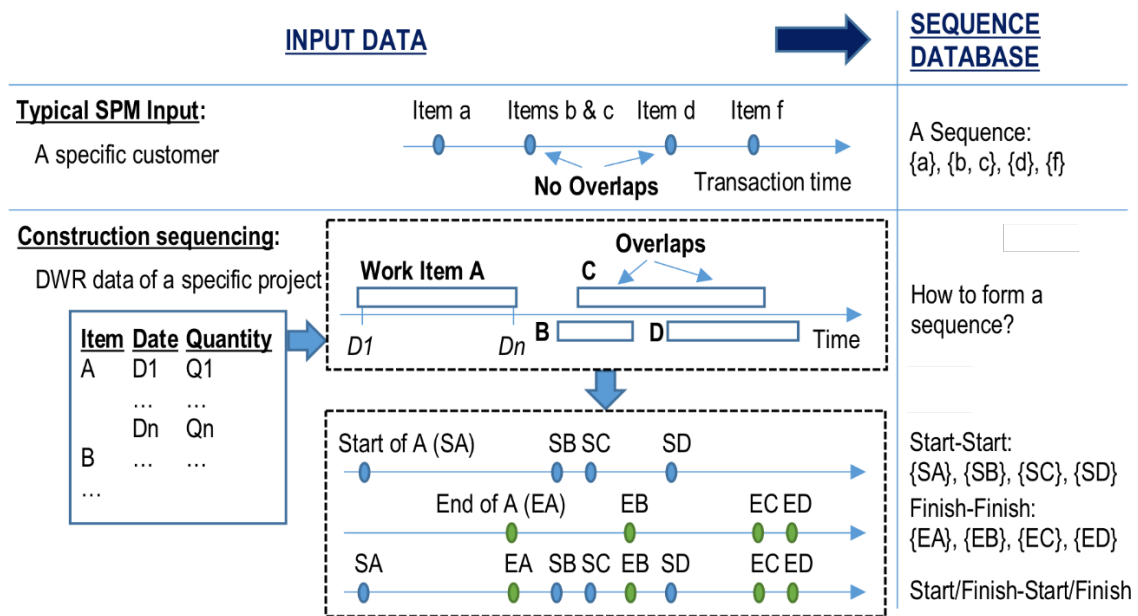 INPUT DATA
SEQUENCE
DATABASE
Typical SPM Input:
A specific customer
Item a
Items b & c
Item d
Item f
No Overlaps
Transaction time
A Sequence:
{a}, {b, c}, {d}, {f}
Construction sequencing:
DWR data of a specific project
Item Date Quantity
A D1 Q1
... ...
Dn Qn
B ... ...
...
Overlaps
Work Item A
C
D1
Dn
B
D
Time
How to form a
sequence?
Start of A (SA)
SB
SC
SD
End of A (EA)
EB
EC
ED
SA
EA
SB
SC
EB
SD
EC
ED
Start-Start:
{SA}, {SB}, {SC}, {SD}
Finish-Finish:
{EA}, {EB}, {EC}, {ED}
Start/Finish-Start/Finish